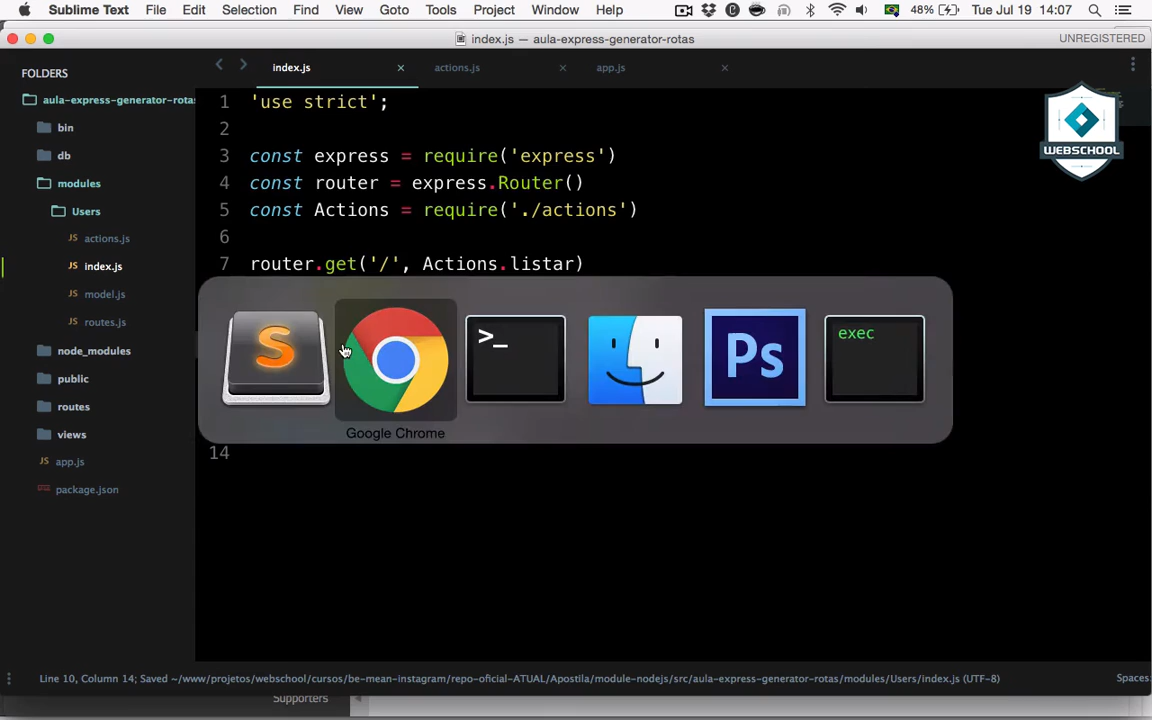 Sublime Text File Edit Selection Find View Goto Tools Project Window Help 48% Tue Jul 19 14:07
index.js — aula-express-generator-rotas UNREGISTERED
FOLDERS
aula-express-generator-rotas
bin
db
modules
Users
JS actions.js
JS index.js
JS model.js
JS routes.js
node_modules
public
routes
views
JS app.js
package.json
index.js actions.js app.js
1 'use strict';
2
3 const express = require('express')
4 const router = express.Router()
5 const Actions = require('./actions')
6
7 router.get('/', Actions.listar)
14
WEBSCHOOL
S
>_
Ps
exec
Google Chrome
Line 10, Column 14; Saved ~/www/projetos/webschool/cursos/be-mean-instagram/repo-oficial-ATUAL/Apostila/module-nodejs/src/aula-express-generator-rotas/modules/Users/index.js (UTF-8) Spaces:
Supporters